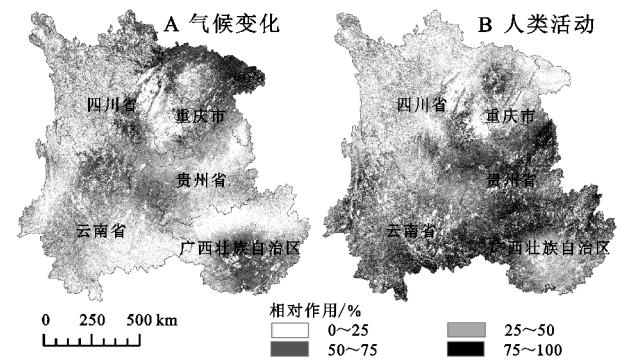 A 气候变化
四川省
重庆市
贵州省
云南省
广西壮族自治区
B 人类活动
四川省
重庆市
贵州省
云南省
广西壮族自治区
0 250 500 km
相对作用/%
0～25
25～50
50～75
75～100